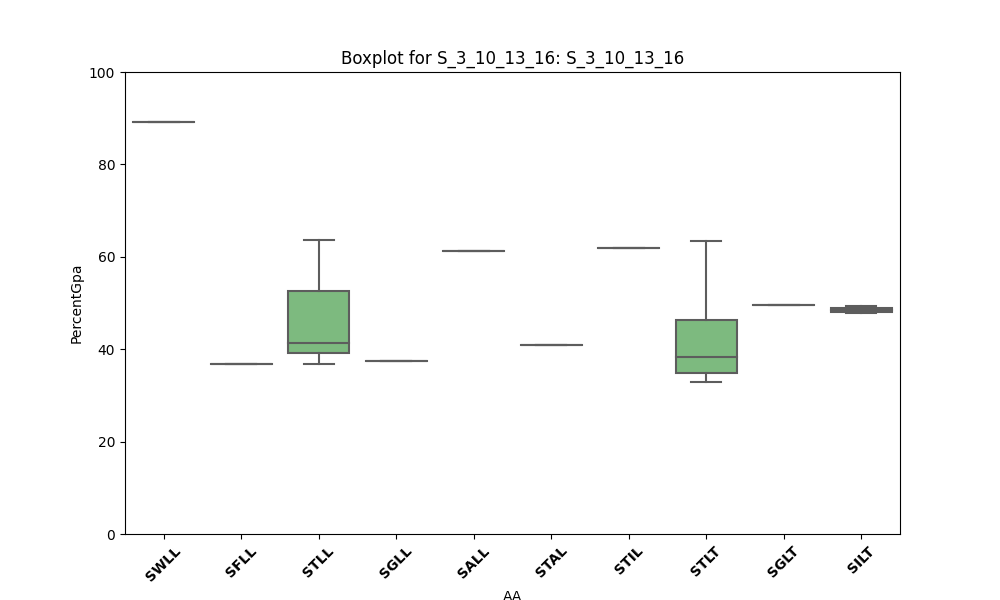 Boxplot for S_3_10_13_16: S_3_10_13_16
100
80
60
40
20
0
PercentGpa
SWLL
SFLL
STLL
SGLL
SALL
STAL
STIL
STLT
SGLT
SILT
AA